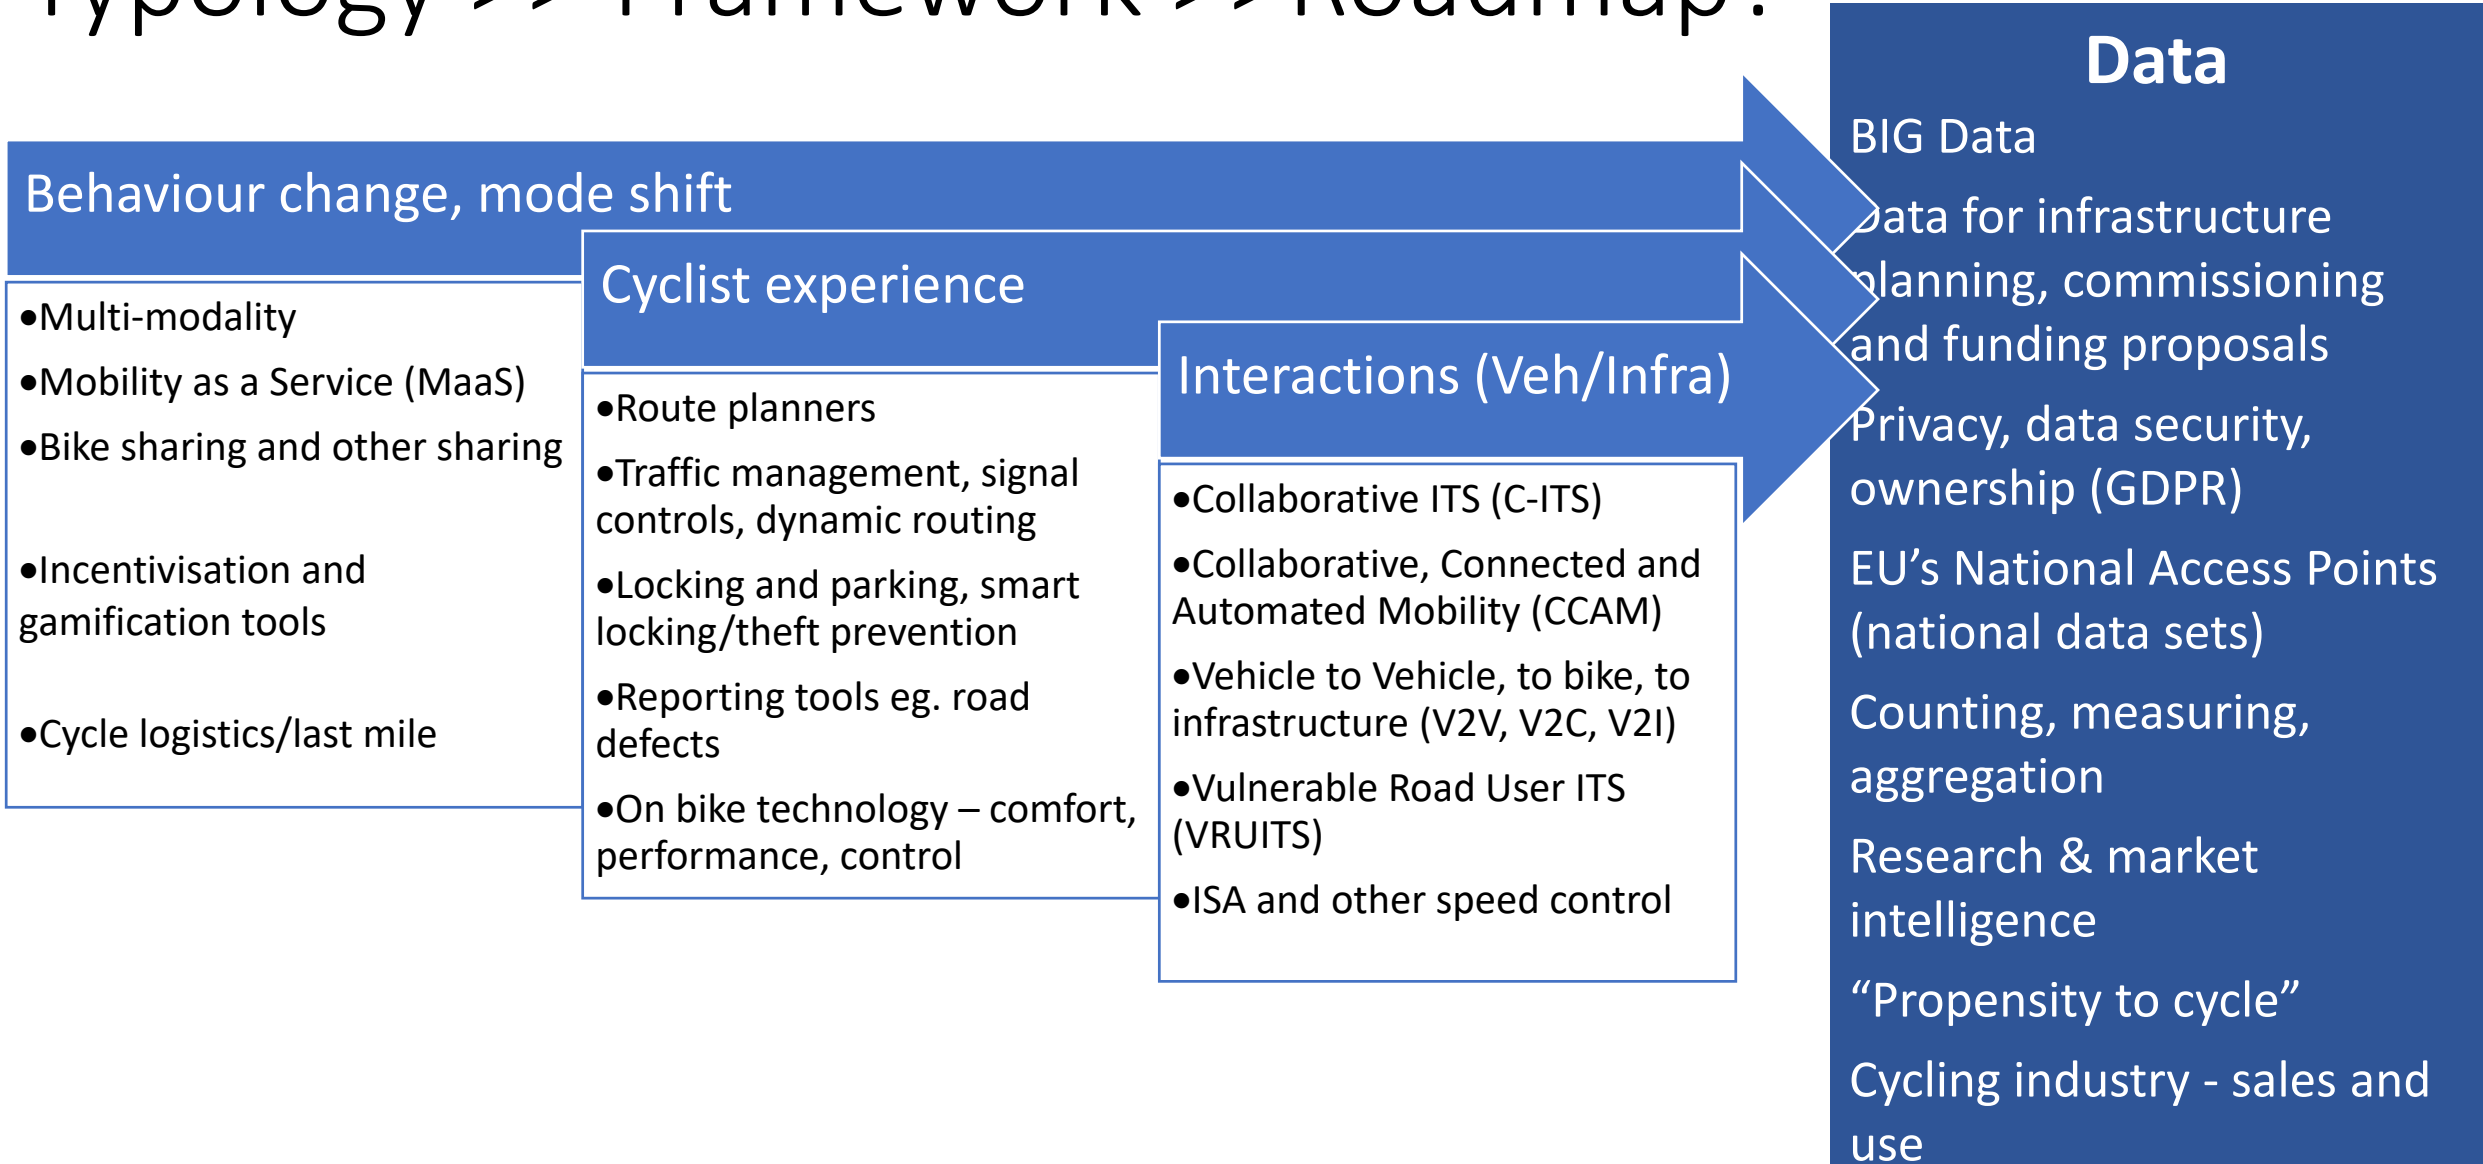 Typology >> Framework >>Roadmap?
Behaviour change, mode shift
•Multi-modality
•Mobility as a Service (MaaS)
•Bike sharing and other sharing
•Incentivisation and
gamification tools
•Cycle logistics/last mile
Cyclist experience
•Route planners
•Traffic management, signal
controls, dynamic routing
•Locking and parking, smart
locking/theft prevention
•Reporting tools eg. road
defects
•On bike technology – comfort,
performance, control
Interactions (Veh/Infra)
•Collaborative ITS (C-ITS)
•Collaborative, Connected and
Automated Mobility (CCAM)
•Vehicle to Vehicle, to bike, to
infrastructure (V2V, V2C, V2I)
•Vulnerable Road User ITS
(VRUITS)
•ISA and other speed control
Data
BIG Data
Data for infrastructure
planning, commissioning
and funding proposals
Privacy, data security,
ownership (GDPR)
EU’s National Access Points
(national data sets)
Counting, measuring,
aggregation
Research & market
intelligence
“Propensity to cycle”
Cycling industry - sales and
use